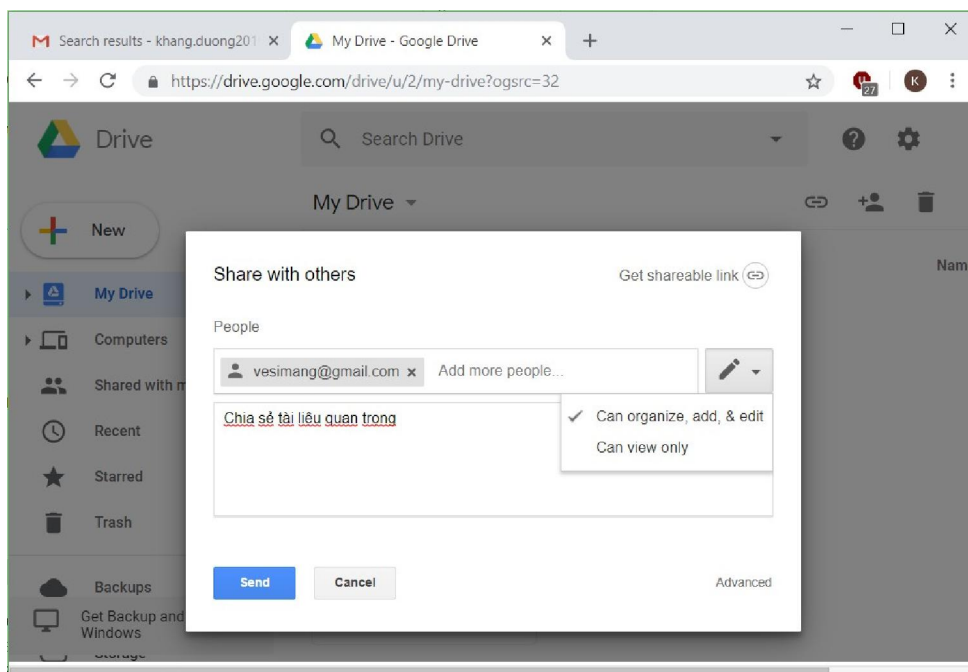 Search results - khang.duong201
My Drive - Google Drive
https://drive.google.com/drive/u/2/my-drive?ogsrc=32
27
K
Drive
Search Drive
My Drive
New
Nam
Share with others
Get shareable link
My Drive
People
Computers
vesimang@gmail.com
Add more people...
Shared with m
Chia sẻ tài liêu quan trong
Can organize, add, & edit
Recent
Can view only
Starred
Trash
Send
Cancel
Advanced
Backups
Get Backup and
Windows
Storage